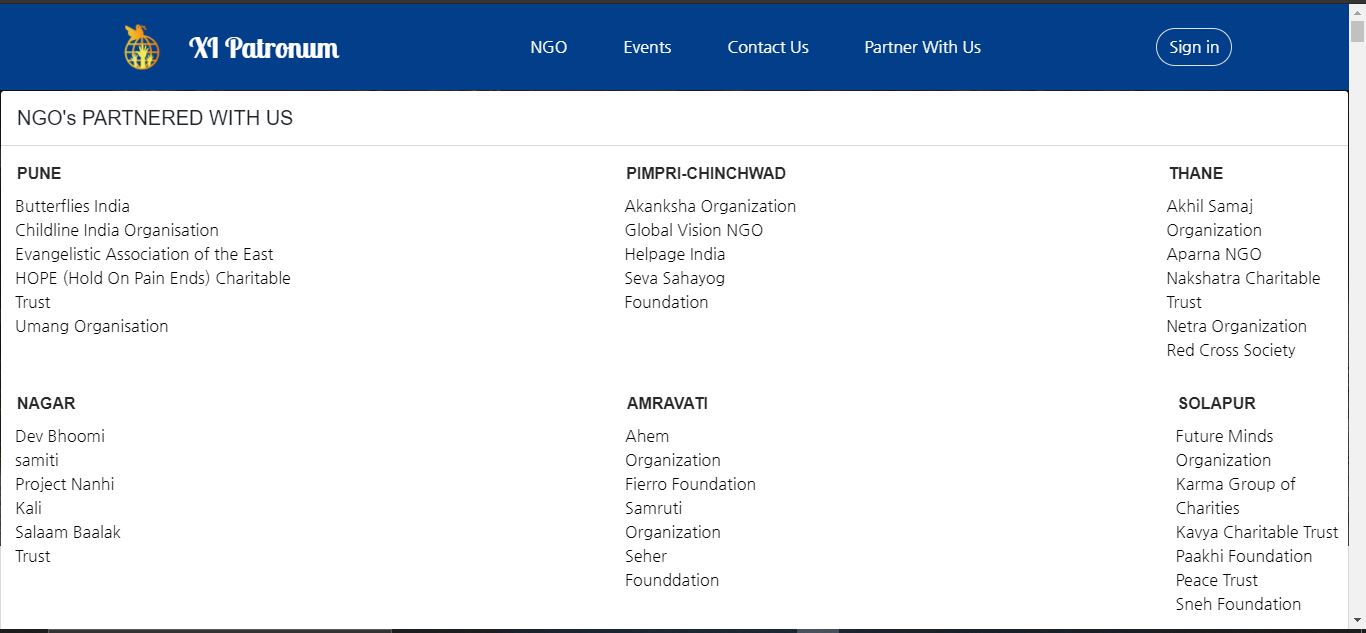 XI Patronum
NGO
Events
Contact Us
Partner With Us
Sign in
NGO's PARTNERED WITH US
PUNE
Butterflies India
Childline India Organisation
Evangelistic Association of the East
HOPE (Hold On Pain Ends) Charitable
Trust
Umang Organisation
PIMPRI-CHINCHWAD
Akanksha Organization
Global Vision NGO
Helpage India
Seva Sahayog
Foundation
THANE
Akhil Samaj
Organization
Aparna NGO
Nakshatra Charitable
Trust
Netra Organization
Red Cross Society
NAGAR
Dev Bhoomi
samiti
Project Nanhi
Kali
Salaam Baalak
Trust
AMRAVATI
Ahem
Organization
Fierro Foundation
Samruti
Organization
Seher
Founddation
SOLAPUR
Future Minds
Organization
Karma Group of
Charities
Kavya Charitable Trust
Paakhi Foundation
Peace Trust
Sneh Foundation